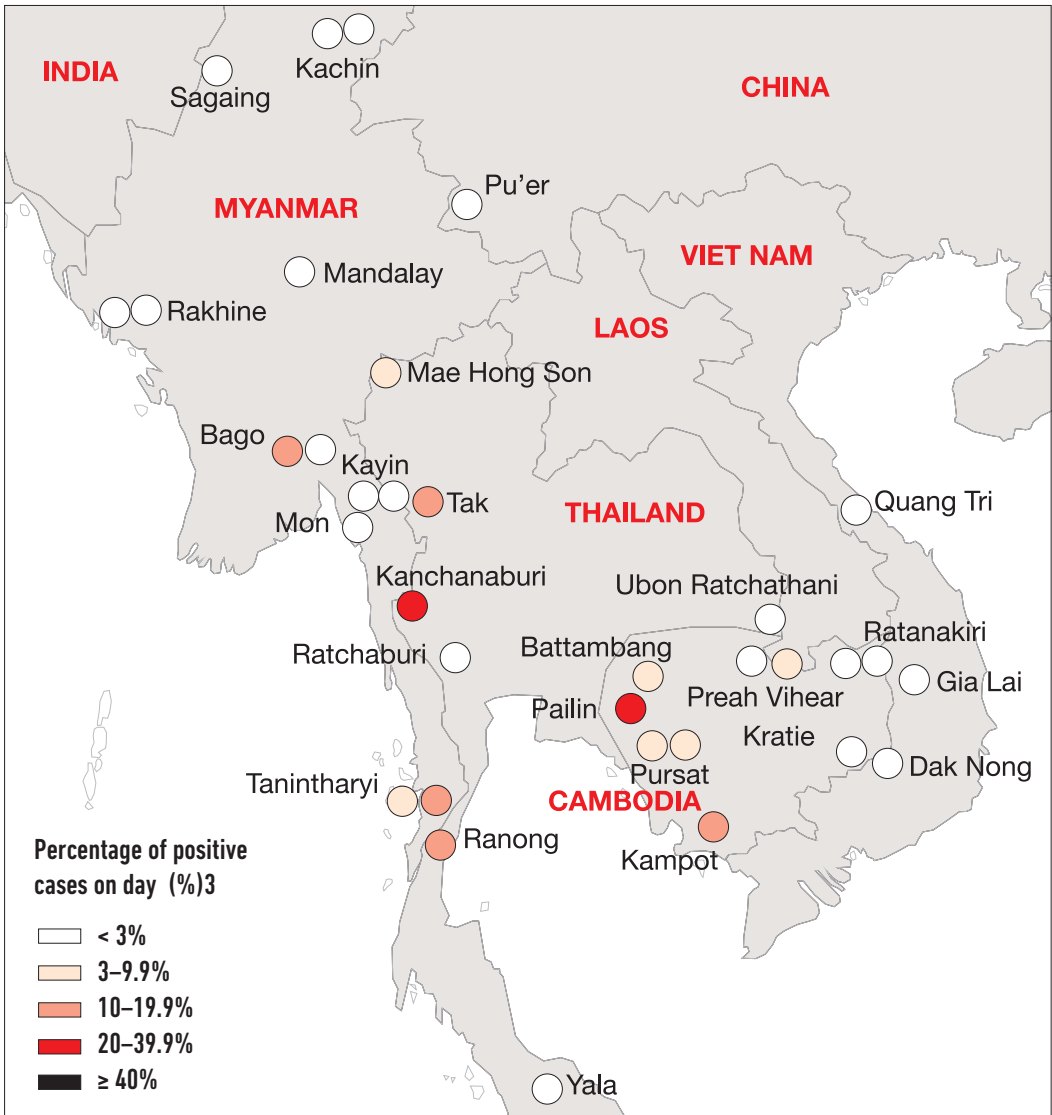 INDIA
Kachin
Sagaing
CHINA
Pu’er
MYANMAR
VIET NAM
Mandalay
Rakhine
LAOS
Mae Hong Son
Bago
Kayin
Tak
Quang Tri
Mon
THAILAND
Kanchanaburi
Ubon Ratchathani
Ratanakiri
Ratchaburi
Battambang
Gia Lai
Preah Vihear
Pailin
Kratie
Dak Nong
Pursat
Tanintharyi
CAMBODIA
Ranong
Kampot
Percentage of positive
cases on day (%)3
< 3%
3–9.9%
10–19.9%
20–39.9%
≥ 40%
Yala